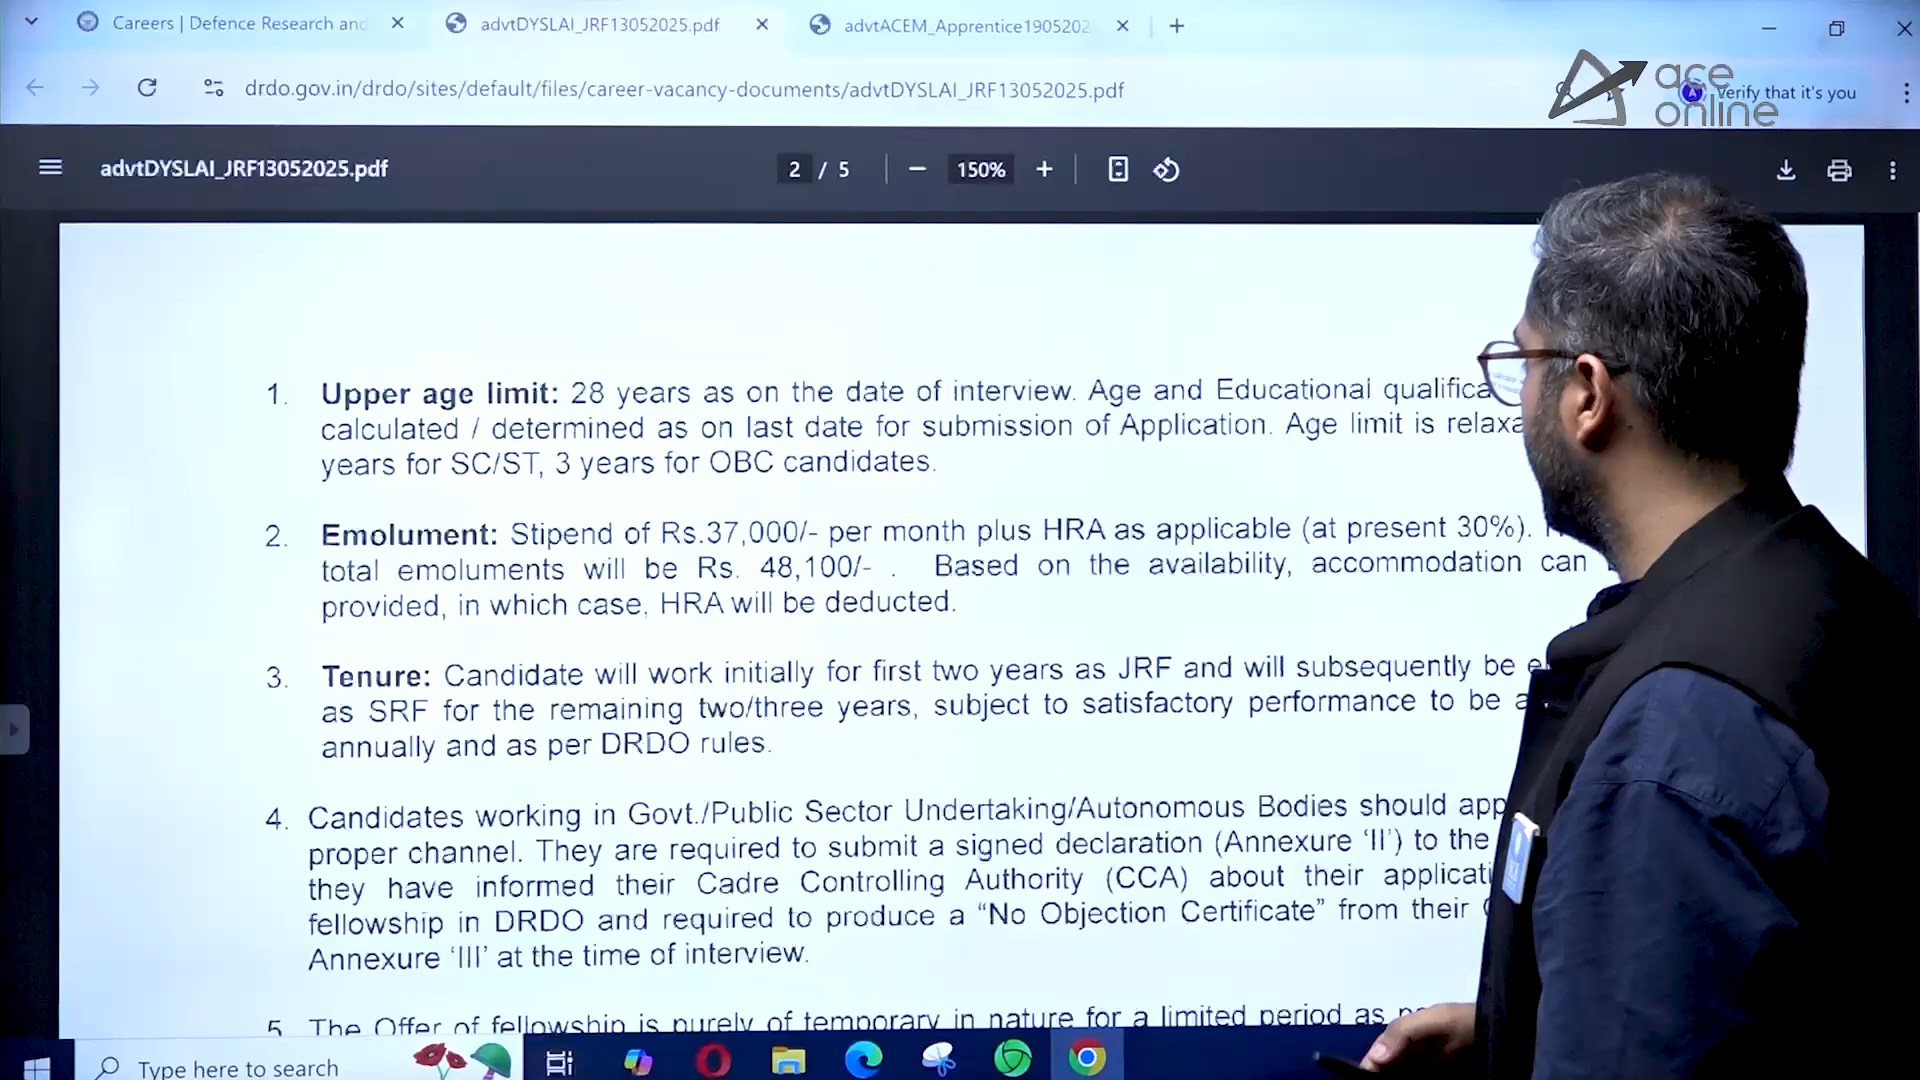 Careers | Defence Research and
advtDYSLAI_JRF13052025.pdf
advtACEM_Apprentice1905202
drdo.gov.in/drdo/sites/default/files/career-vacancy-documents/advtDYSLAI_JRF13052025.pdf
Verify that it's you
ace
online
advtDYSLAI_JRF13052025.pdf
2 / 5
150%
1. Upper age limit: 28 years as on the date of interview. Age and Educational
calculated / determined as on last date for submission of Application. Age limit is
years for SC/ST, 3 years for OBC candidates.
2. Emolument: Stipend of Rs.37,000/- per month plus HRA as applicable (at present 30%).
total emoluments will be Rs. 48,100/- . Based on the availability, accommodation can
provided, in which case, HRA will be deducted.
3. Tenure: Candidate will work initially for first two years as JRF and will subsequently be
as SRF for the remaining two/three years, subject to satisfactory performance to be
annually and as per DRDO rules.
4. Candidates working in Govt./Public Sector Undertaking/Autonomous Bodies should
proper channel. They are required to submit a signed declaration (Annexure 'II') to the
they have informed their Cadre Controlling Authority (CCA) about their
fellowship in DRDO and required to produce a "No Objection Certificate" from their
Annexure 'III' at the time of interview.
5. The Offer of fellowship is purely of temporary in nature for a limited period as
Type here to search